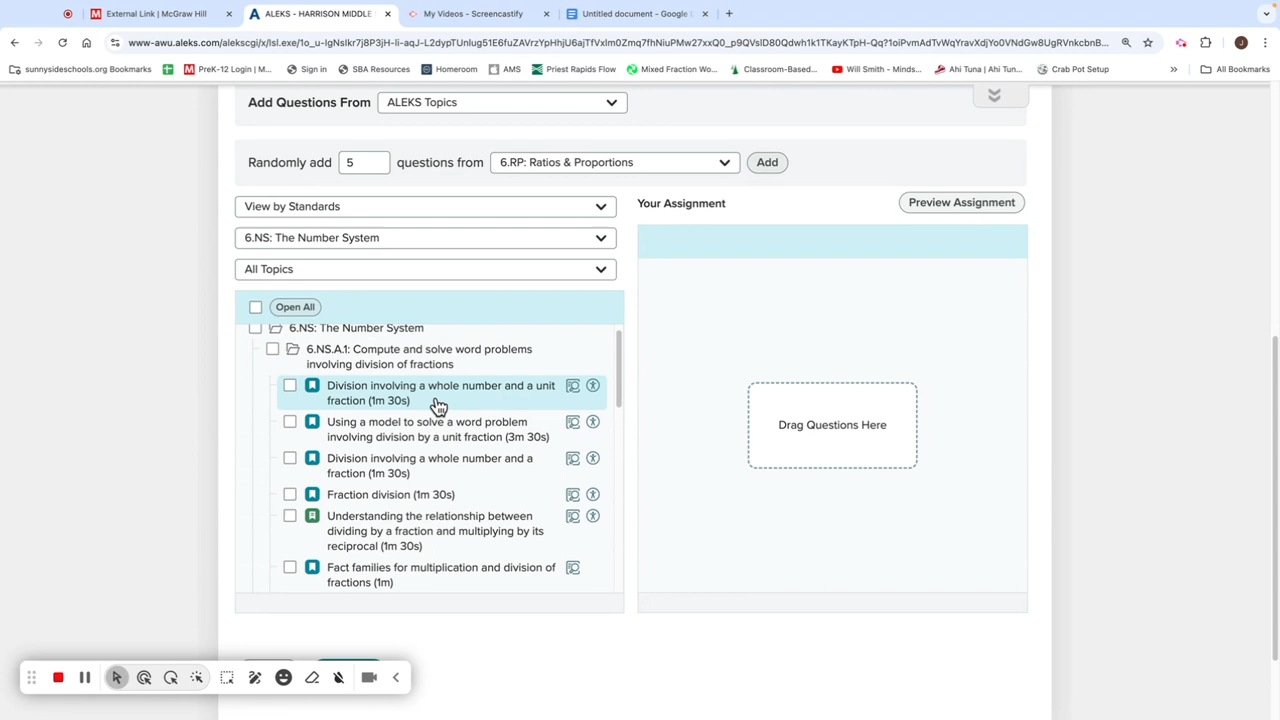 External Link | McGraw Hill
ALEKS - HARRISON MIDDLE
My Videos - Screencastify
Untitled document - Google
sunnysideschools.org Bookmarks
PreK-12 Login | M...
Sign in
SBA Resources
Homeroom
AMS
Priest Rapids Flow
Mixed Fraction Wo...
Classroom-Based...
Will Smith - Minds...
Ahi Tuna | Ahi Tun...
Crab Pot Setup
»
All Bookmarks
Add Questions From
ALEKS Topics
Randomly add
5
questions from
6.RP: Ratios & Proportions
Add
View by Standards
Your Assignment
Preview Assignment
6.NS: The Number System
All Topics
Open All
6.NS: The Number System
6.NS.A.1: Compute and solve word problems
involving division of fractions
Division involving a whole number and a unit
fraction (1m 30s)
Using a model to solve a word problem
involving division by a unit fraction (3m 30s)
Division involving a whole number and a
fraction (1m 30s)
Fraction division (1m 30s)
Understanding the relationship between
dividing by a fraction and multiplying by its
reciprocal (1m 30s)
Fact families for multiplication and division of
fractions (1m)
Drag Questions Here